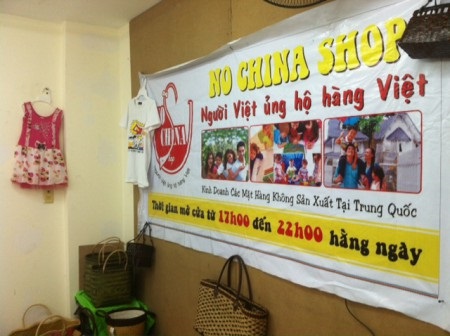 NO CHINA SHOP
Người Việt ủng hộ hàng Việt
CHINA
Kinh Doanh Các Mặt Hàng Không Sản Xuất Tại Trung Quốc
Thời gian mở cửa từ 17h00 đến 22h00 hằng ngày